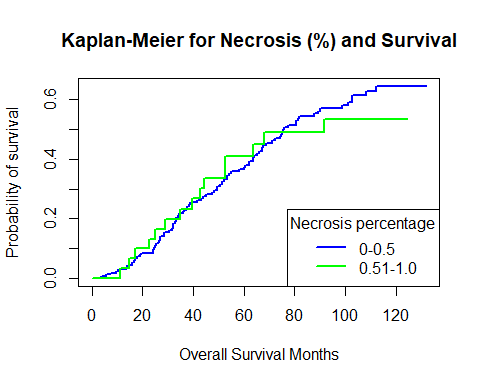 Kaplan-Meier for Necrosis (%) and Survival
Probability of survival
0.6
0.4
0.2
0.0
Necrosis percentage
0-0.5
0.51-1.0
0 20 40 60 80 100 120
Overall Survival Months